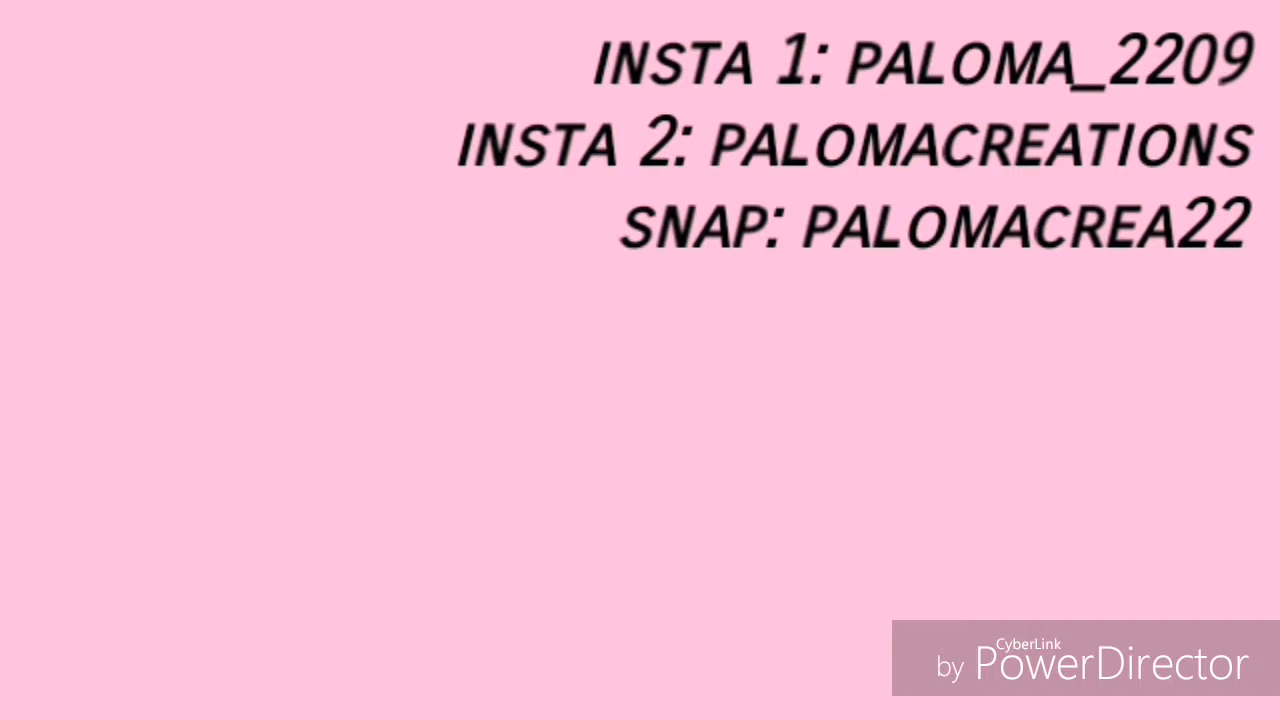 INSTA 1: PALOMA_2209
INSTA 2: PALOMACREATIONS
SNAP: PALOMACREA22
CyberLink
by PowerDirector